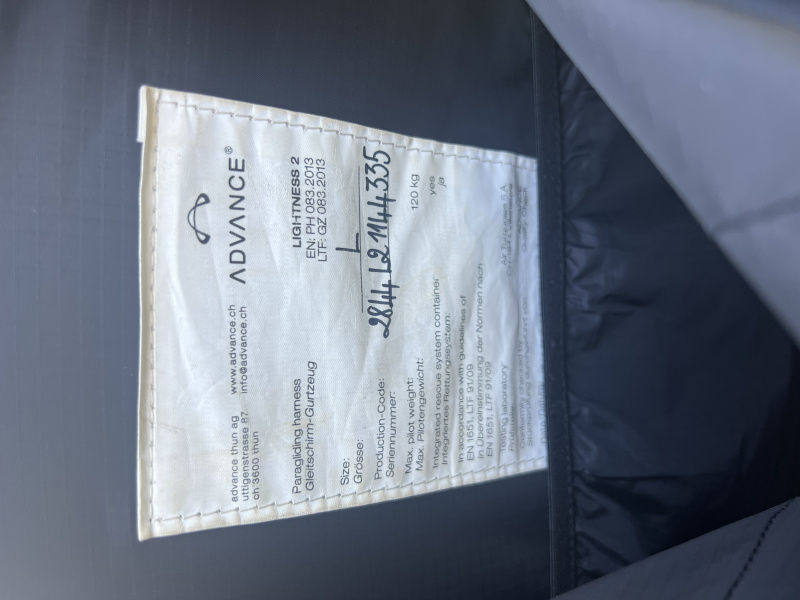 ADVANCE®
advance thun ag www.advance.ch
uttigenstrasse 87 info@advance.ch
ch 3600 thun
Paragliding harness LIGHTNESS 2
Gleitschirm-Gurtzeug EN: PH 083.2013
LTF: GZ 083.2013
Size: L
Grösse:
Production-Code: 2844 L2 1144335
Seriennummer:
Max. pilot weight: 120 kg
Max. Pilotengewicht:
Integrated rescue system container yes
Integriertes Rettungssystem: ja
In accordance with guidelines of
EN 1651, LTF 91/09
In Übereinstimmung der Normen nach
EN 1651, LTF 91/09
Testing laboratory